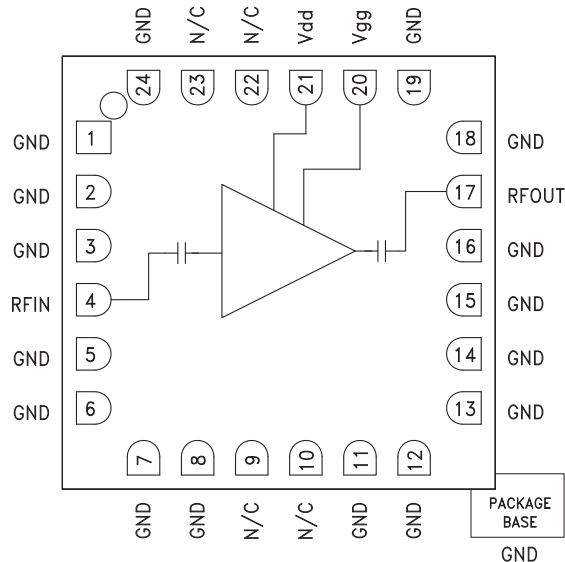 GND N/C N/C Vdd Vgg GND
24 23 22 21 20 19
GND 1 18 GND
GND 2 17 RFOUT
GND 3 16 GND
RFIN 4 15 GND
GND 5 14 GND
GND 6 13 GND
7 8 9 10 11 12
GND GND N/C N/C GND GND
PACKAGE
BASE
GND